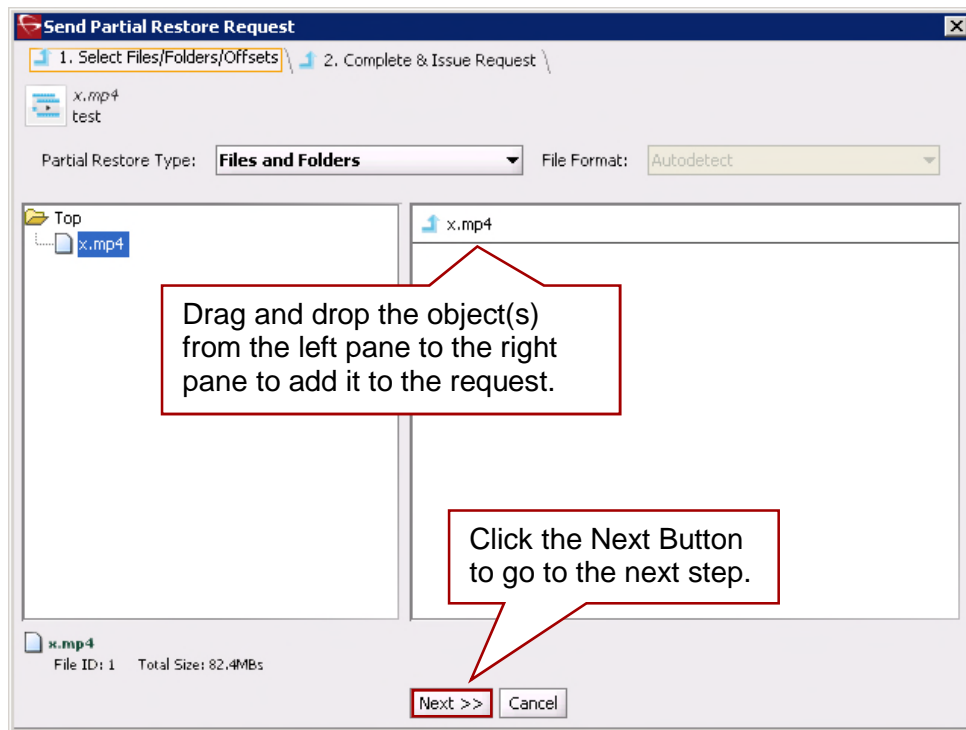 Send Partial Restore Request
1. Select Files/Folders/Offsets \ 2. Complete & Issue Request \
x.mp4
test
Partial Restore Type: Files and Folders File Format: Autodetect
Top
x.mp4
x.mp4
Drag and drop the object(s)
from the left pane to the right
pane to add it to the request.
Click the Next Button
to go to the next step.
x.mp4
File ID: 1 Total Size: 82.4MBs
Next >> Cancel